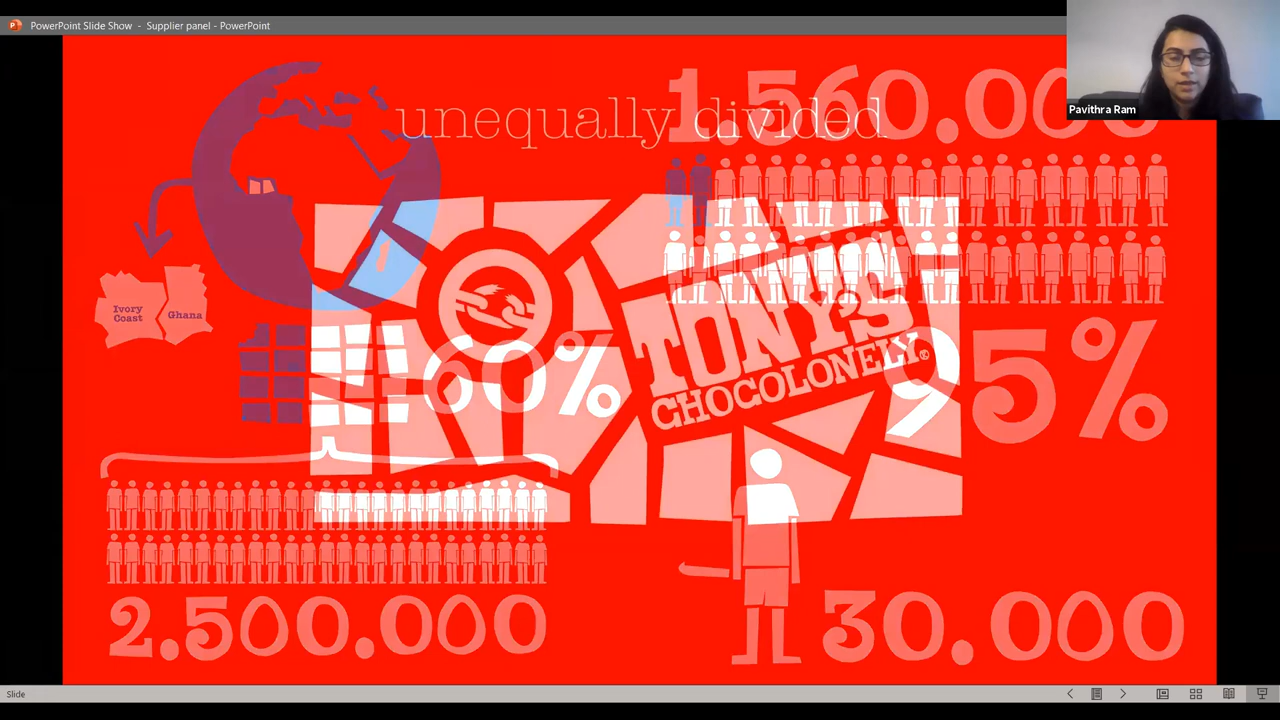 PowerPoint Slide Show - Supplier panel - PowerPoint
Pavithra Ram
1.560.000
unequally divided
Ivory
Coast
Ghana
TONY'S
CHOCOLONELY
60%
95%
2.500.000
30.000
Slide